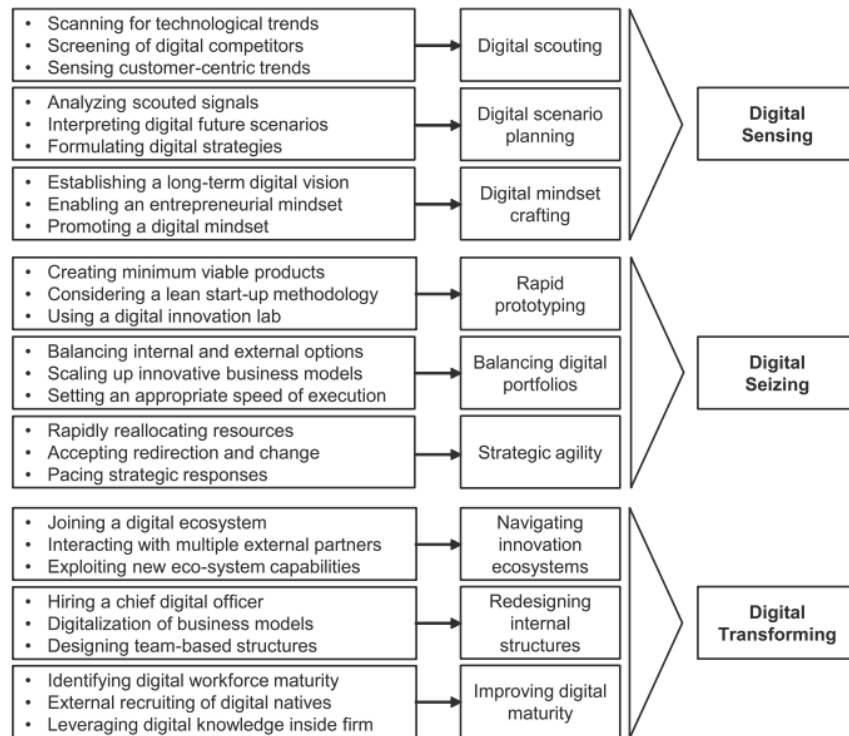 • Scanning for technological trends
• Screening of digital competitors
• Sensing customer-centric trends
Digital scouting
• Analyzing scouted signals
• Interpreting digital future scenarios
• Formulating digital strategies
Digital scenario
planning
• Establishing a long-term digital vision
• Enabling an entrepreneurial mindset
• Promoting a digital mindset
Digital mindset
crafting
Digital
Sensing
• Creating minimum viable products
• Considering a lean start-up methodology
• Using a digital innovation lab
Rapid
prototyping
• Balancing internal and external options
• Scaling up innovative business models
• Setting an appropriate speed of execution
Balancing digital
portfolios
• Rapidly reallocating resources
• Accepting redirection and change
• Pacing strategic responses
Strategic agility
Digital
Seizing
• Joining a digital ecosystem
• Interacting with multiple external partners
• Exploiting new eco-system capabilities
Navigating
innovation
ecosystems
• Hiring a chief digital officer
• Digitalization of business models
• Designing team-based structures
Redesigning
internal
structures
• Identifying digital workforce maturity
• External recruiting of digital natives
• Leveraging digital knowledge inside firm
Improving digital
maturity
Digital
Transforming